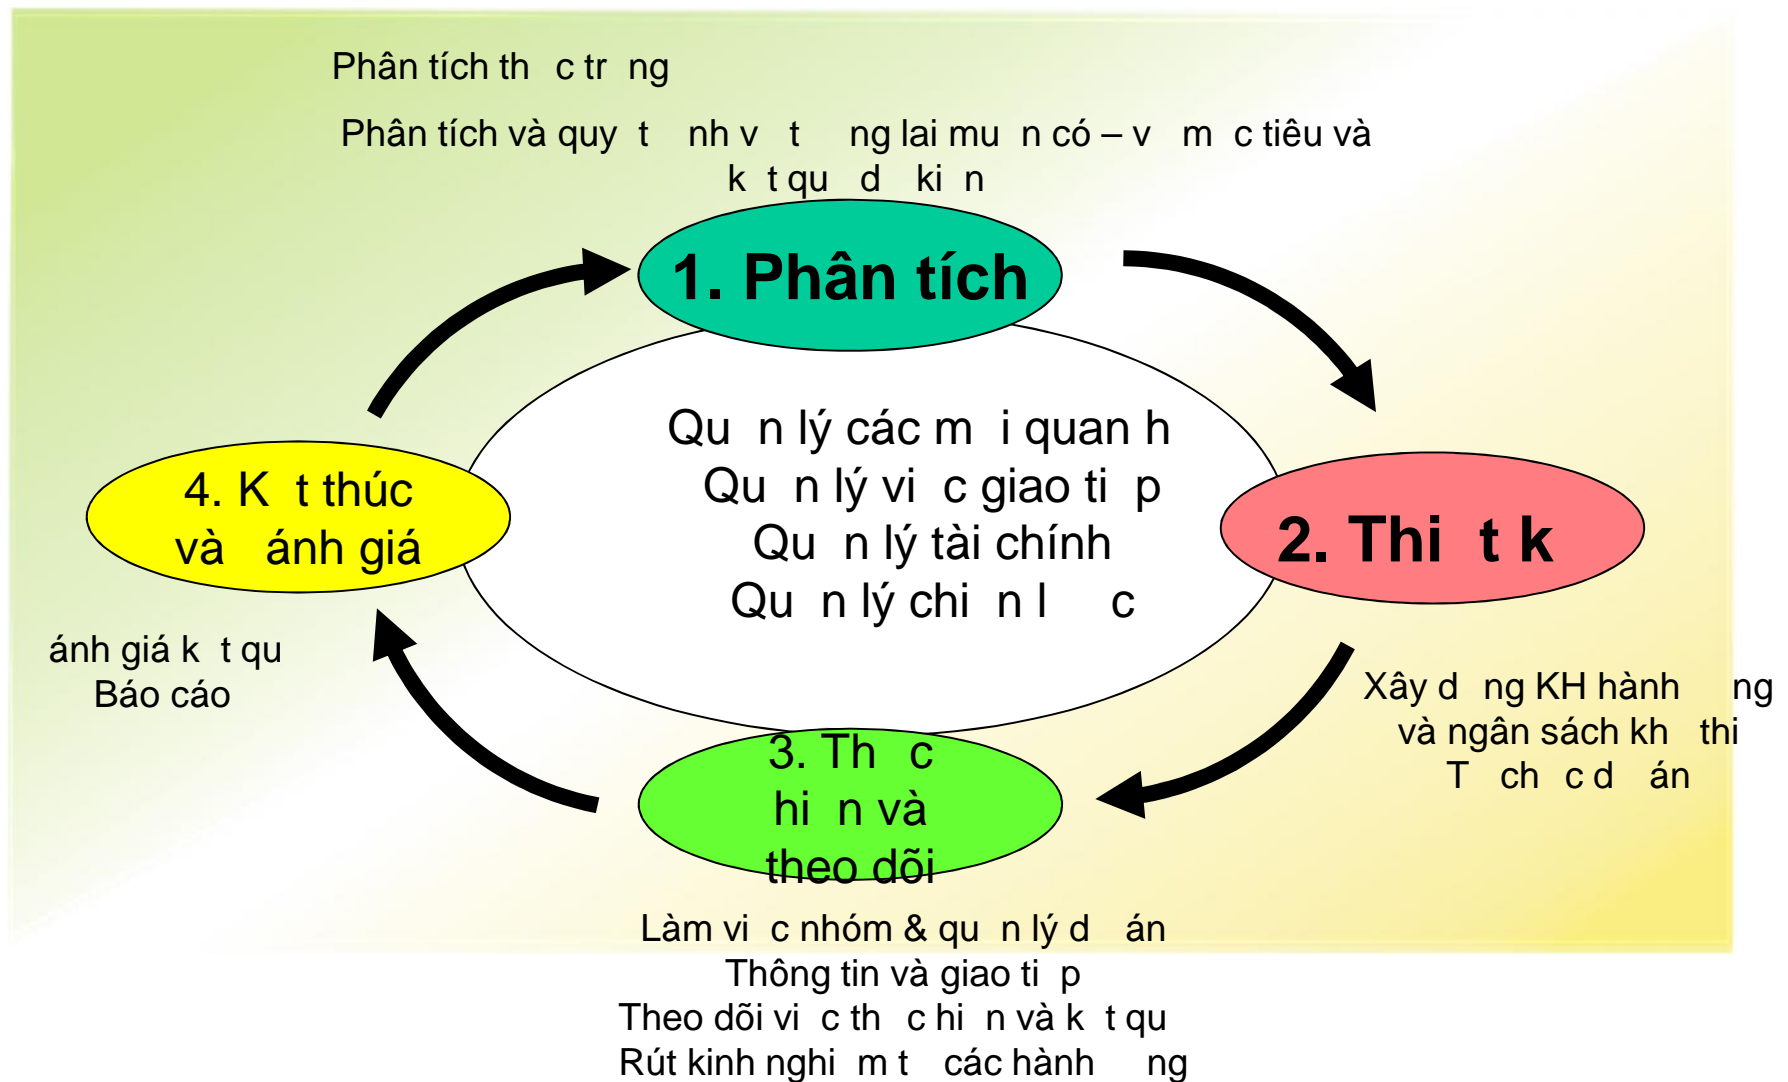 Phân tích th c tr ng
Phân tích và quy t nh v t ng lai mu n có – v m c tiêu và
k t qu d ki n
1. Phân tích
Qu n lý các m i quan h
Qu n lý vi c giao ti p
Qu n lý tài chính
Qu n lý chi n l c
4. K t thúc
và ánh giá
2. Thi t k
ánh giá k t qu
Báo cáo
Xây d ng KH hành ng
và ngân sách kh thi
T ch c d án
3. Th c
hi n và
theo dõi
Làm vi c nhóm & qu n lý d án
Thông tin và giao ti p
Theo dõi vi c th c hi n và k t qu
Rút kinh nghi m t các hành ng